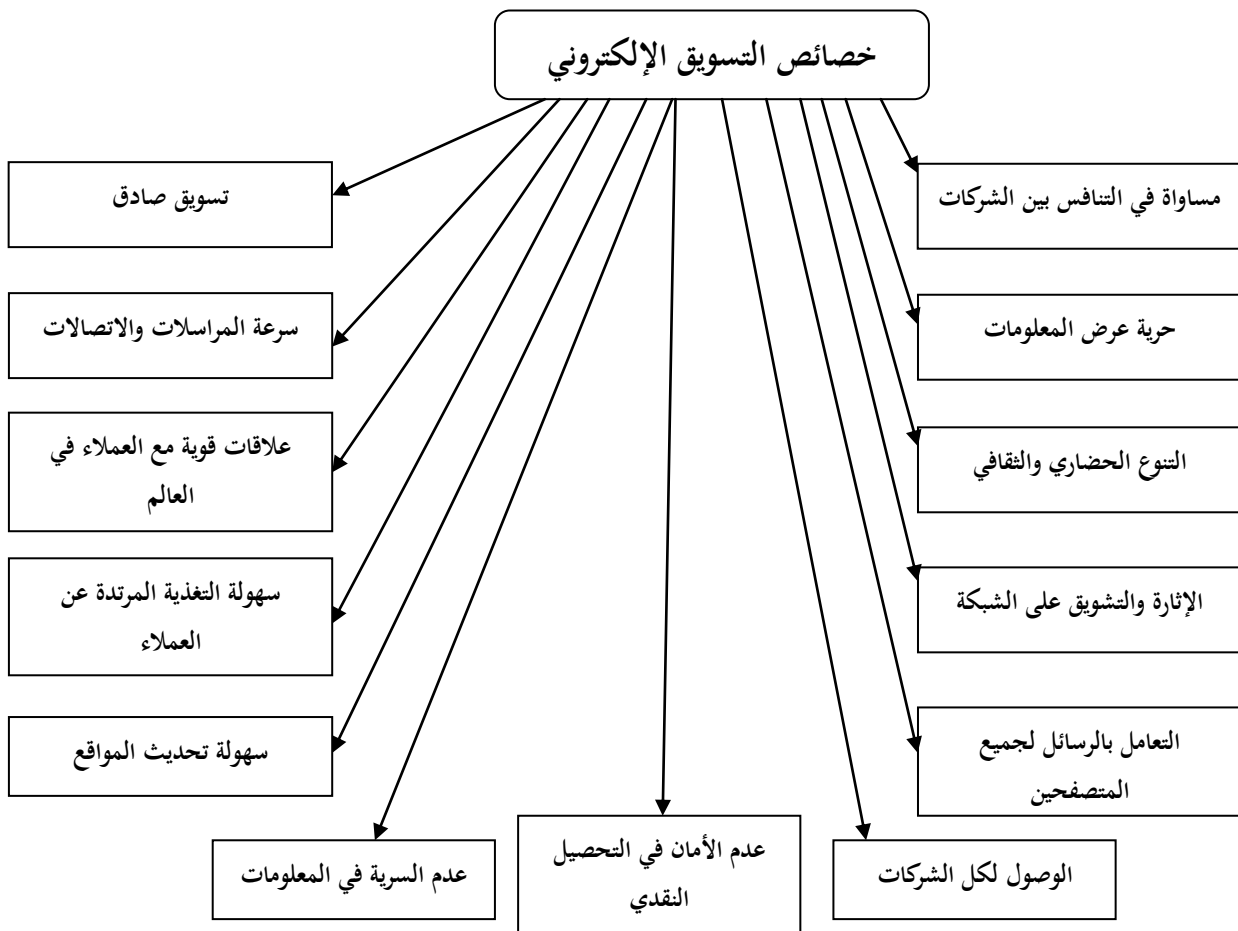 خصائص التسويق الإلكتروني
مساواة في التنافس بين الشركات
تسويق صادق
حرية عرض المعلومات
سرعة المراسلات والاتصالات
التنوع الحضاري والثقافي
علاقات قوية مع العملاء في
العالم
الإثارة والتشويق على الشبكة
سهولة التغذية المرتدة عن
العملاء
التعامل بالرسائل لجميع
المتصفحين
سهولة تحديث المواقع
الوصول لكل الشركات
عدم الأمان في التحصيل
النقدي
عدم السرية في المعلومات